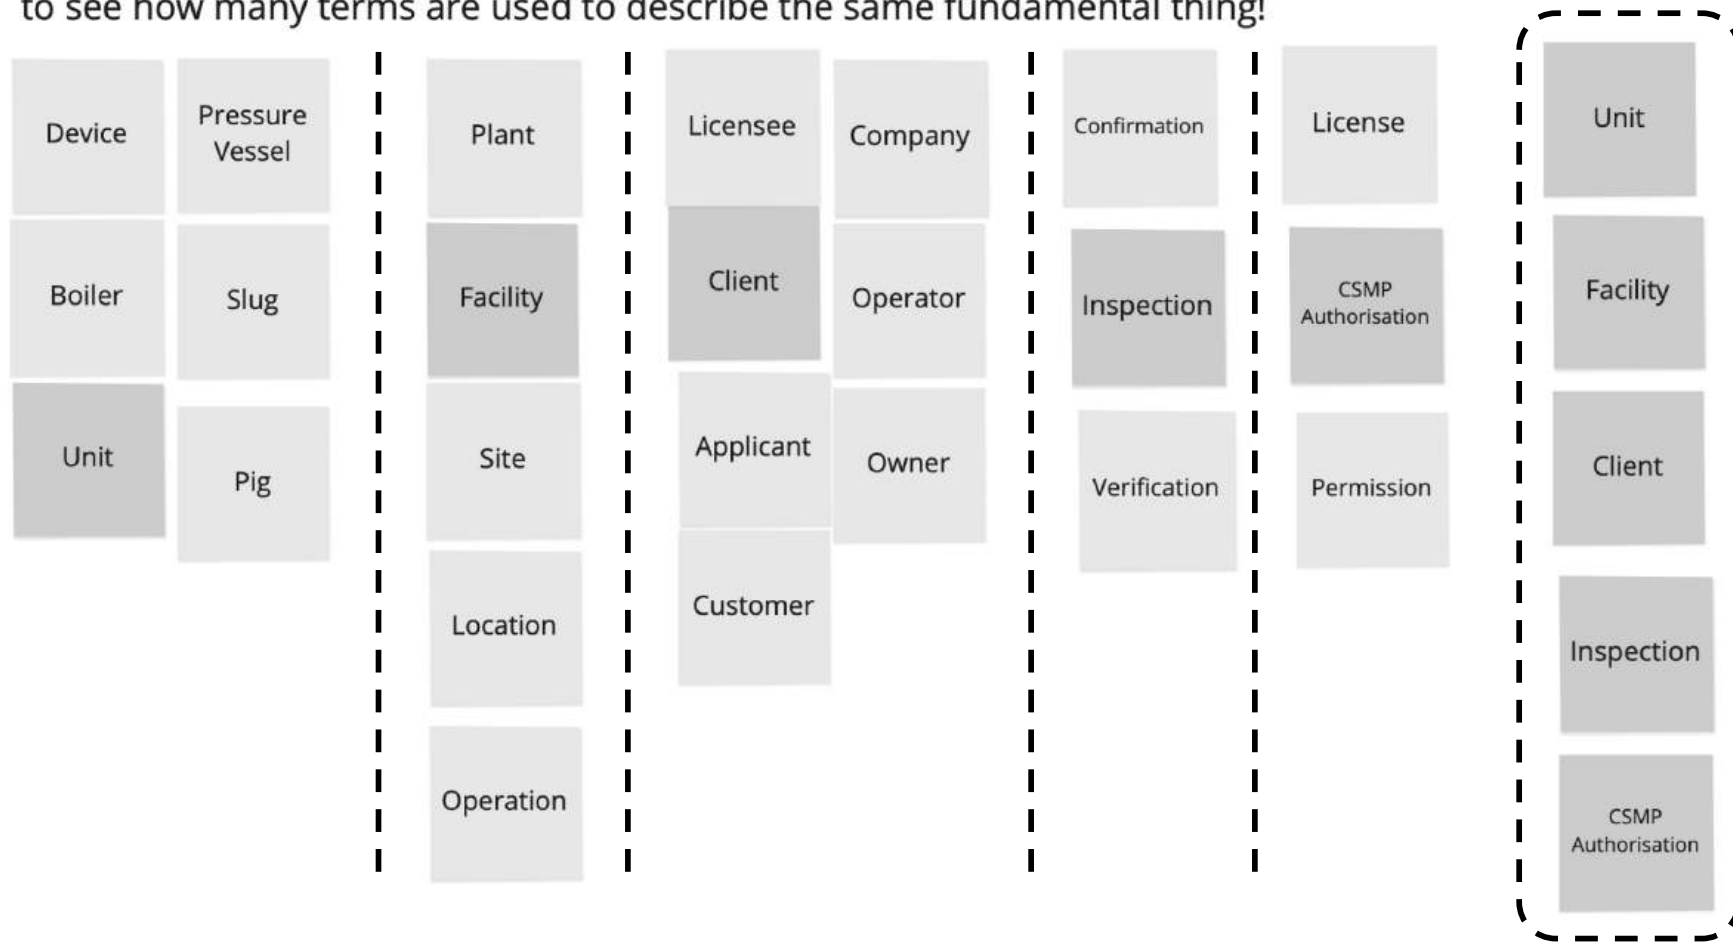 to see how many terms are used to describe the same fundamental thing!
Device
Pressure
Vessel
Boiler
Slug
Unit
Pig
Plant
Facility
Site
Location
Operation
Licensee
Company
Client
Operator
Applicant
Owner
Customer
Confirmation
Inspection
Verification
License
CSMP
Authorisation
Permission
Unit
Facility
Client
Inspection
CSMP
Authorisation